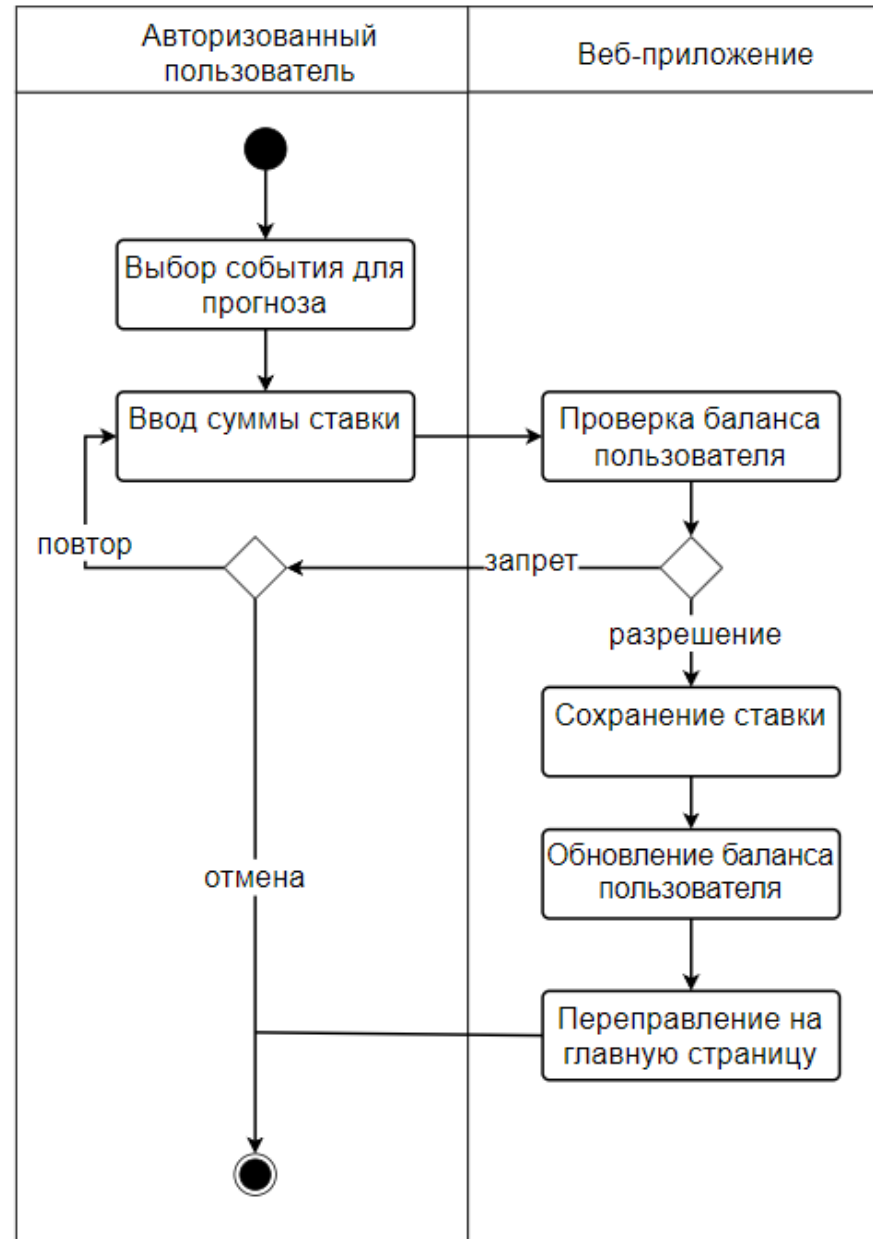 Авторизованный
пользователь
Веб-приложение
Выбор события для
прогноза
Ввод суммы ставки
Проверка баланса
пользователя
повтор
запрет
разрешение
Сохранение ставки
Обновление баланса
пользователя
отмена
Переправление на
главную страницу